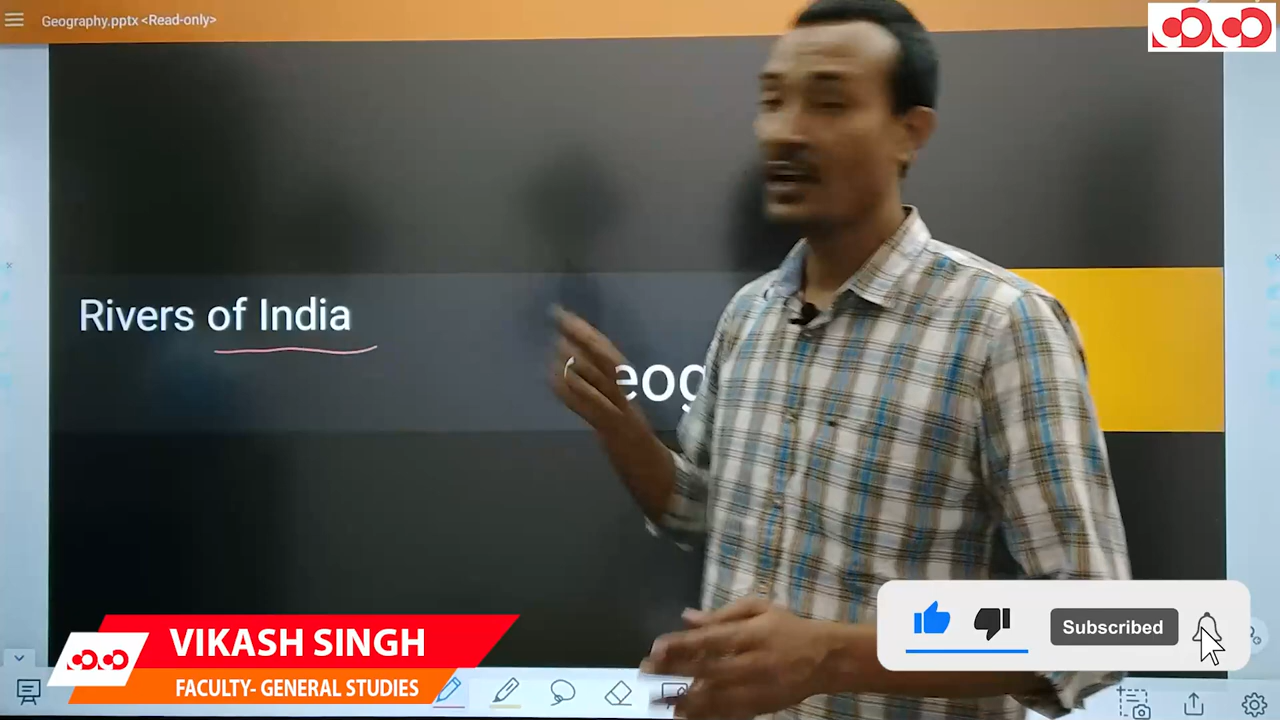 Geography.pptx <Read-only>
Rivers of India
eog
VIKASH SINGH
FACULTY- GENERAL STUDIES
Subscribed